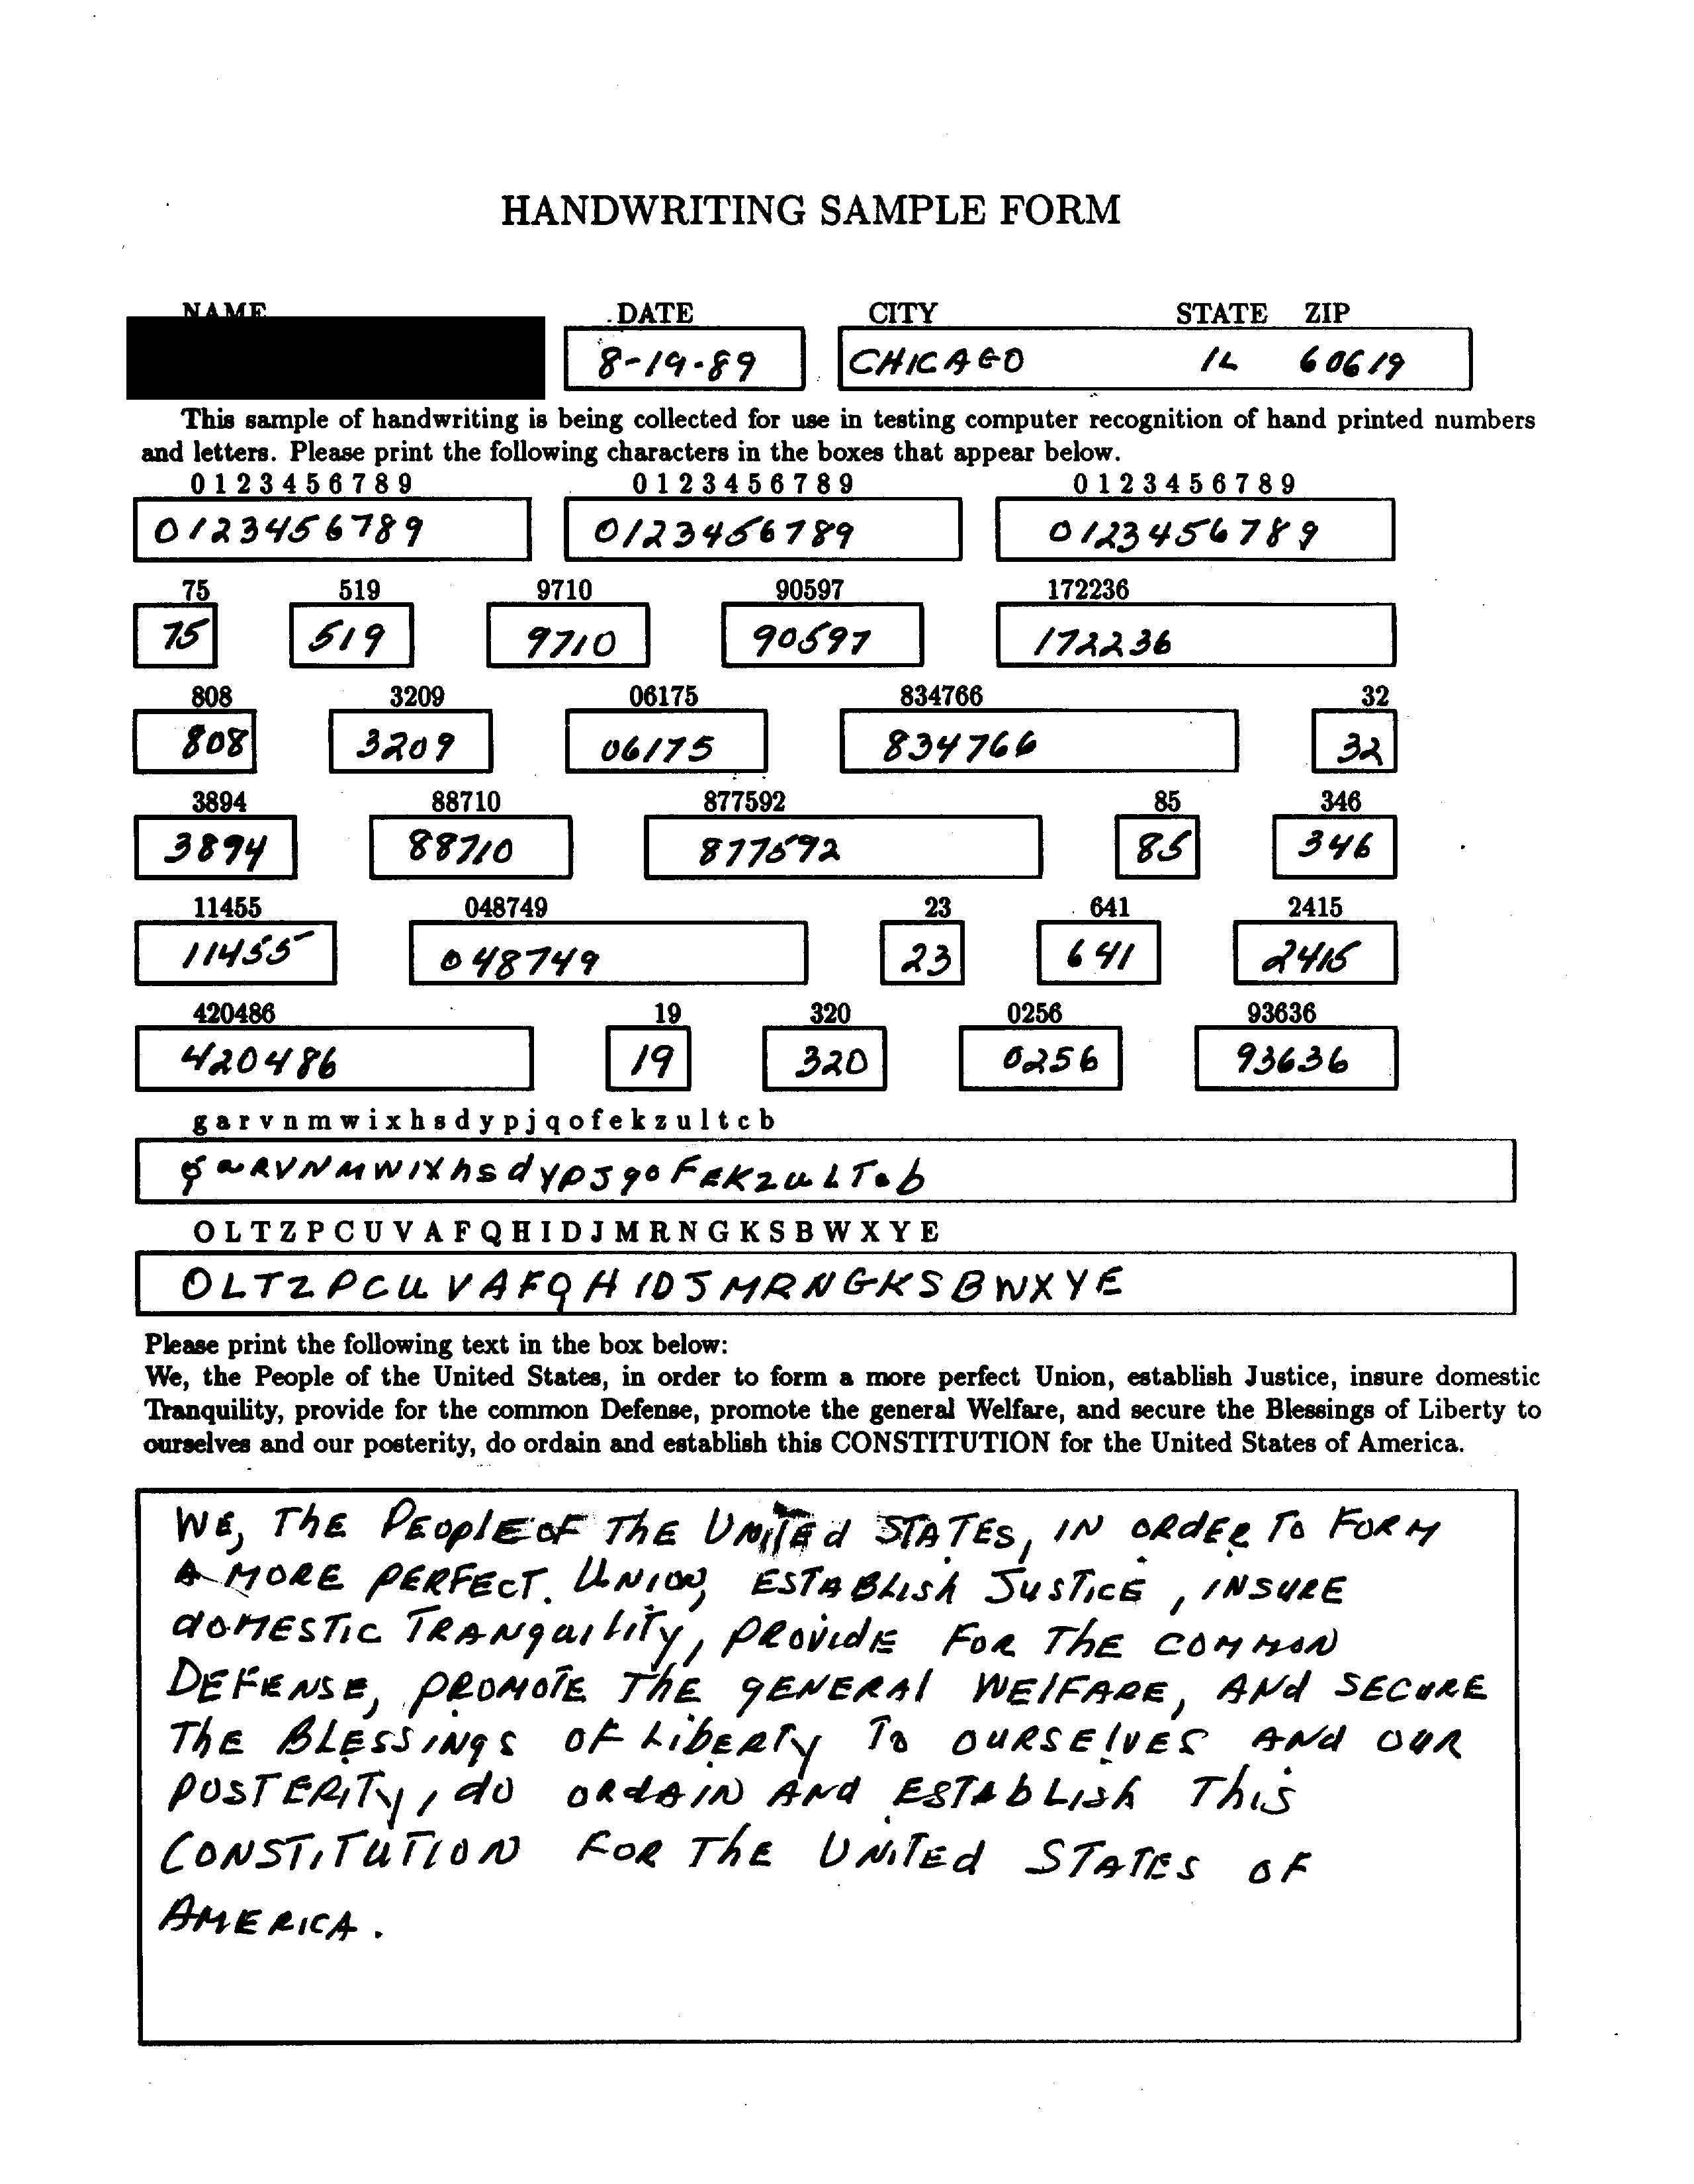 HANDWRITING SAMPLE FORM
NAME DATE CITY STATE ZIP
8-19-89 CHICAGO IL 60619
This sample of handwriting is being collected for use in testing computer recognition of hand printed numbers
and letters. Please print the following characters in the boxes that appear below.
0 1 2 3 4 5 6 7 8 9 0 1 2 3 4 5 6 7 8 9 0 1 2 3 4 5 6 7 8 9
0123456789 0123456789 0123456789
75 519 9710 90597 172236
75 519 9710 90597 172236
808 3209 06175 834766 32
808 3209 06175 834766 32
3894 88710 877592 85 346
3894 88710 877592 85 346
11455 048749 23 641 2415
11455 048749 23 641 2415
420486 19 320 0256 93636
420486 19 320 0256 93636
g a r v n m w i x h s d y p j q o f e k z u l t c b
gaRVNMWIXhsdypJqoFEKZuLTcb
O L T Z P C U V A F Q H I D J M R N G K S B W X Y E
OLTZPCUVAFQHIDJMRNGKSBWXYE
Please print the following text in the box below:
We, the People of the United States, in order to form a more perfect Union, establish Justice, insure domestic
Tranquility, provide for the common Defense, promote the general Welfare, and secure the Blessings of Liberty to
ourselves and our posterity, do ordain and establish this CONSTITUTION for the United States of America.
WE, ThE PEoplE oF ThE UNiTEd STATES, IN ORdER To FORM
A MORE PERFECT. UNION, ESTABLISh JUSTICE, INSURE
dOMESTIC TRANquiliTy, PROVidE FOR ThE COMMON
DEFENSE, PROMOTE ThE gENERAl WElFARE, ANd SECURE
ThE BLESSINgS OF LibERTy To OURSElVES ANd OUR
POSTERITy, do ORdAIN ANd ESTAbLISh ThiS
CONSTITUTION FOR ThE UNiTEd STATES OF
AMERICA.